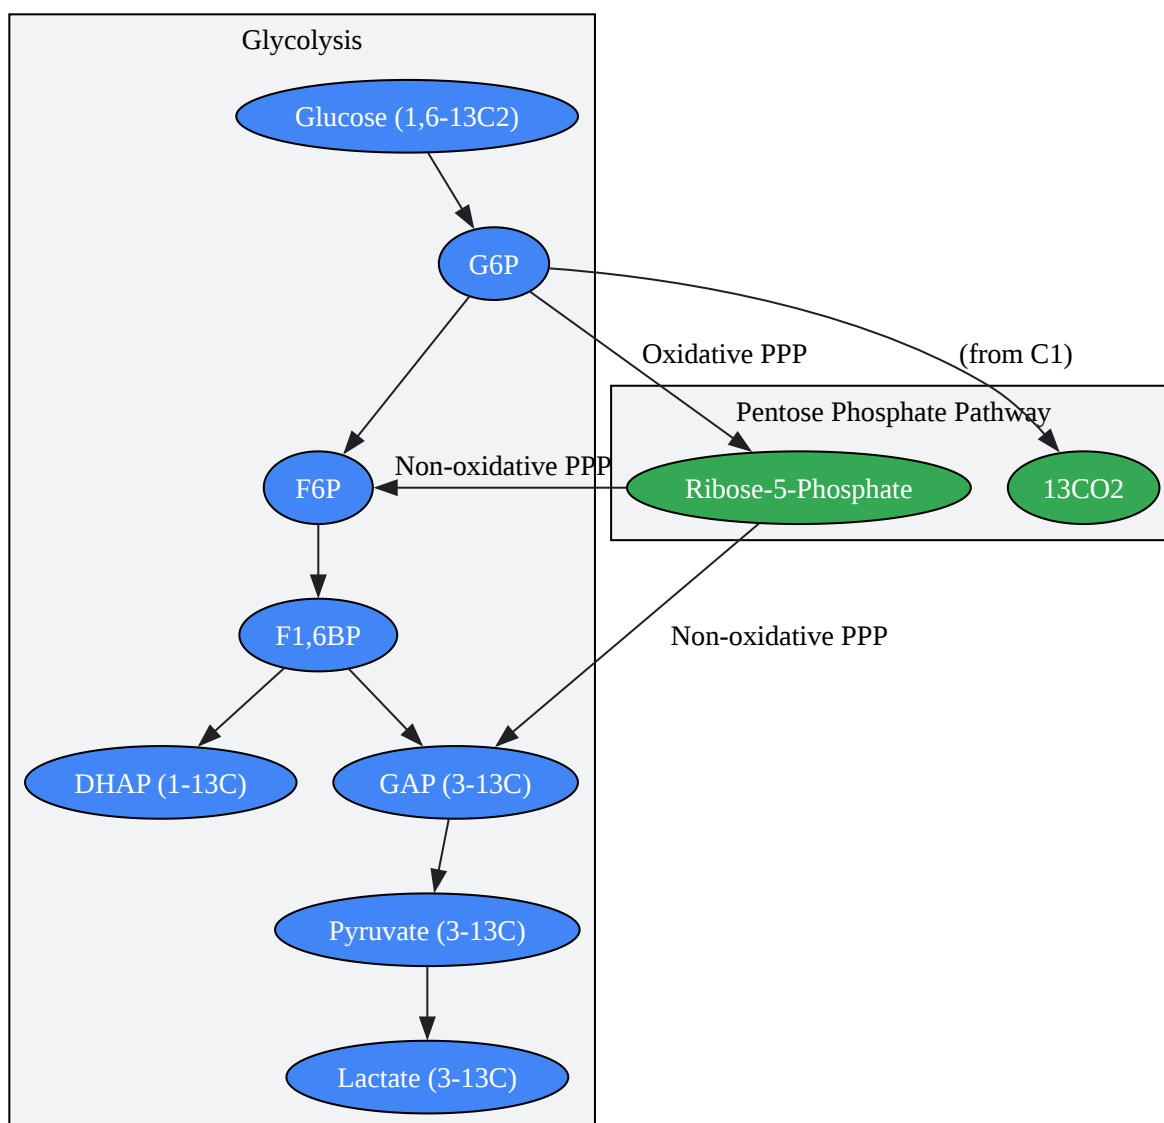 Glycolysis
Glucose (1,6-13C2)
G6P
Oxidative PPP
(from C1)
Pentose Phosphate Pathway
Non-oxidative PPP
F6P
Ribose-5-Phosphate
13CO2
F1,6BP
Non-oxidative PPP
DHAP (1-13C)
GAP (3-13C)
Pyruvate (3-13C)
Lactate (3-13C)